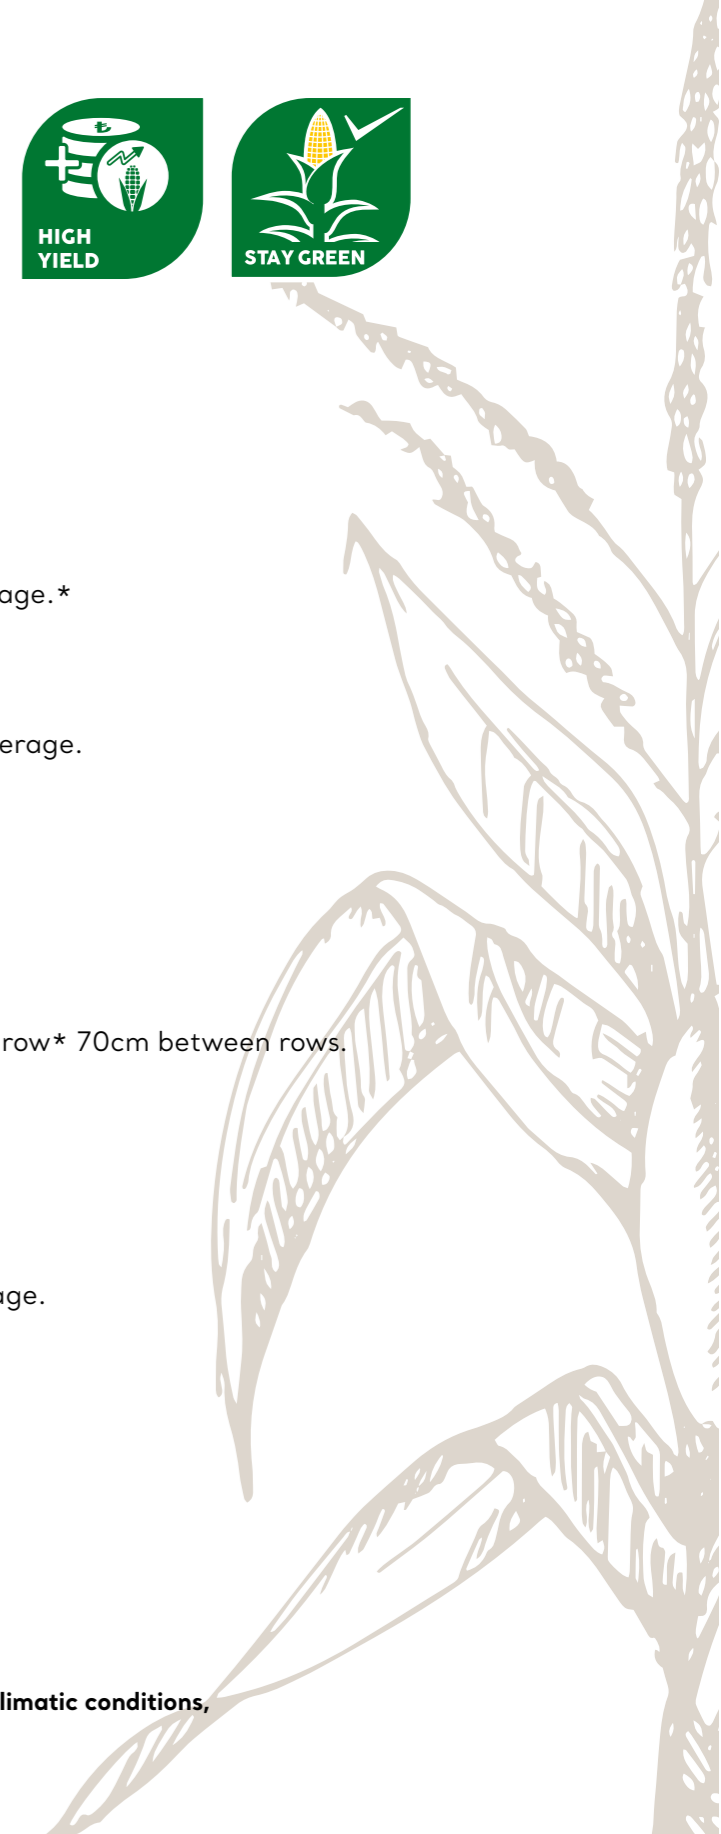 HIGH
YIELD
STAY GREEN
age.*
erage.
row* 70cm between rows.
age.
limatic conditions,